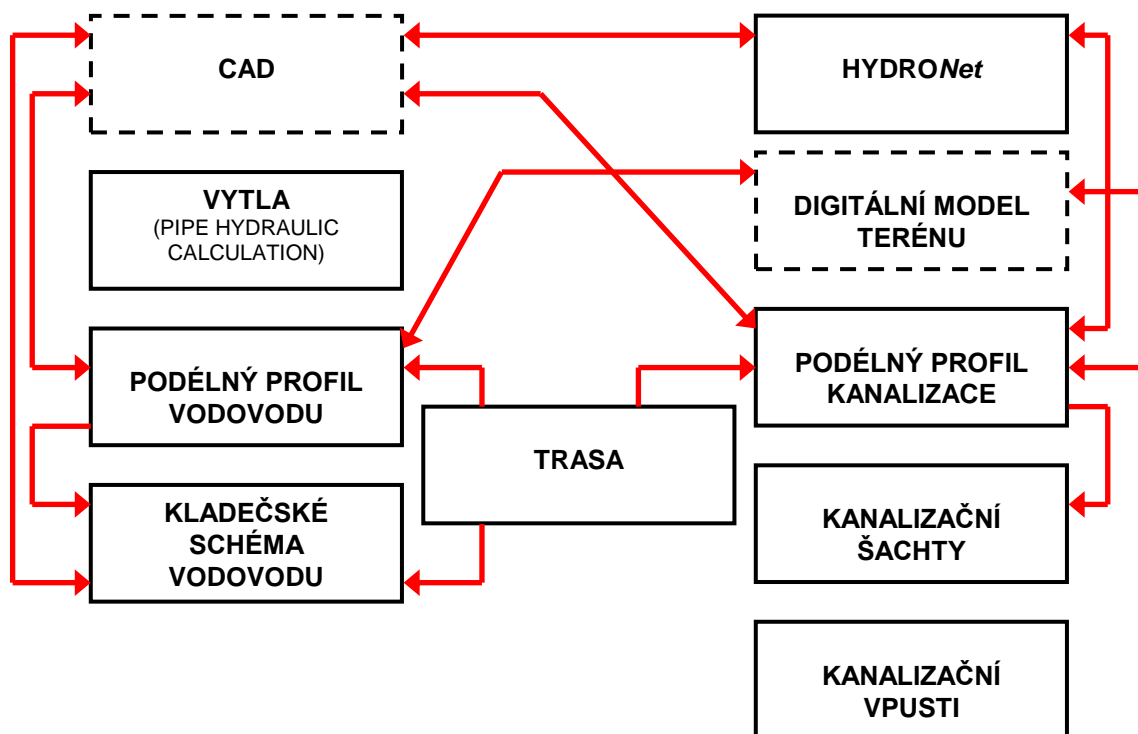 CAD
VYTLA
(PIPE HYDRAULIC
CALCULATION)
PODÉLNÝ PROFIL
VODOVODU
KLADEČSKÉ
SCHÉMA
VODOVODU
TRASA
HYDRONet
DIGITÁLNÍ MODEL
TERÉNU
PODÉLNÝ PROFIL
KANALIZACE
KANALIZAČNÍ
ŠACHTY
KANALIZAČNÍ
VPUSTI